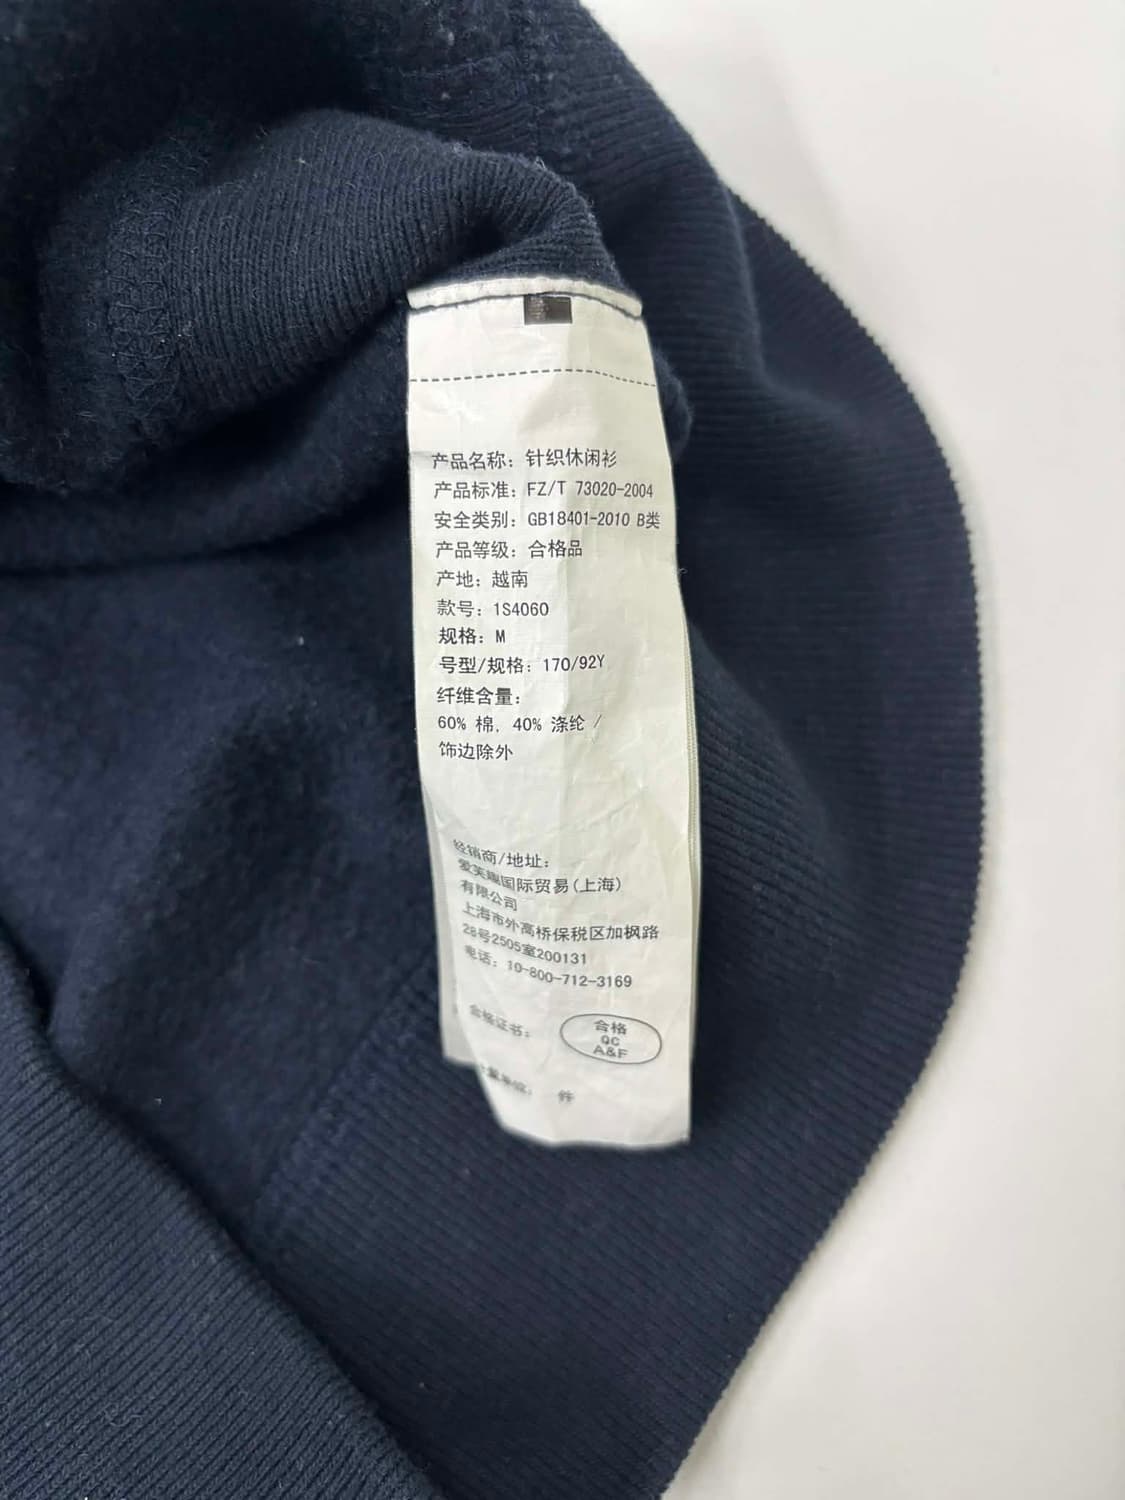 产品名称：针织休闲衫
产品标准：FZ/T 73020-2004
安全类别：GB18401-2010 B类
产品等级：合格品
产地：越南
款号：1S4060
规格：M
号型/规格：170/92Y
纤维含量：
60% 棉, 40% 涤纶 /
饰边除外
经销商/地址：
爱芙趣国际贸易(上海)
有限公司
上海市外高桥保税区加枫路
28号2505室200131
电话：10-800-712-3169
合格证书：
合格
QC
A&F
计量单位： 件